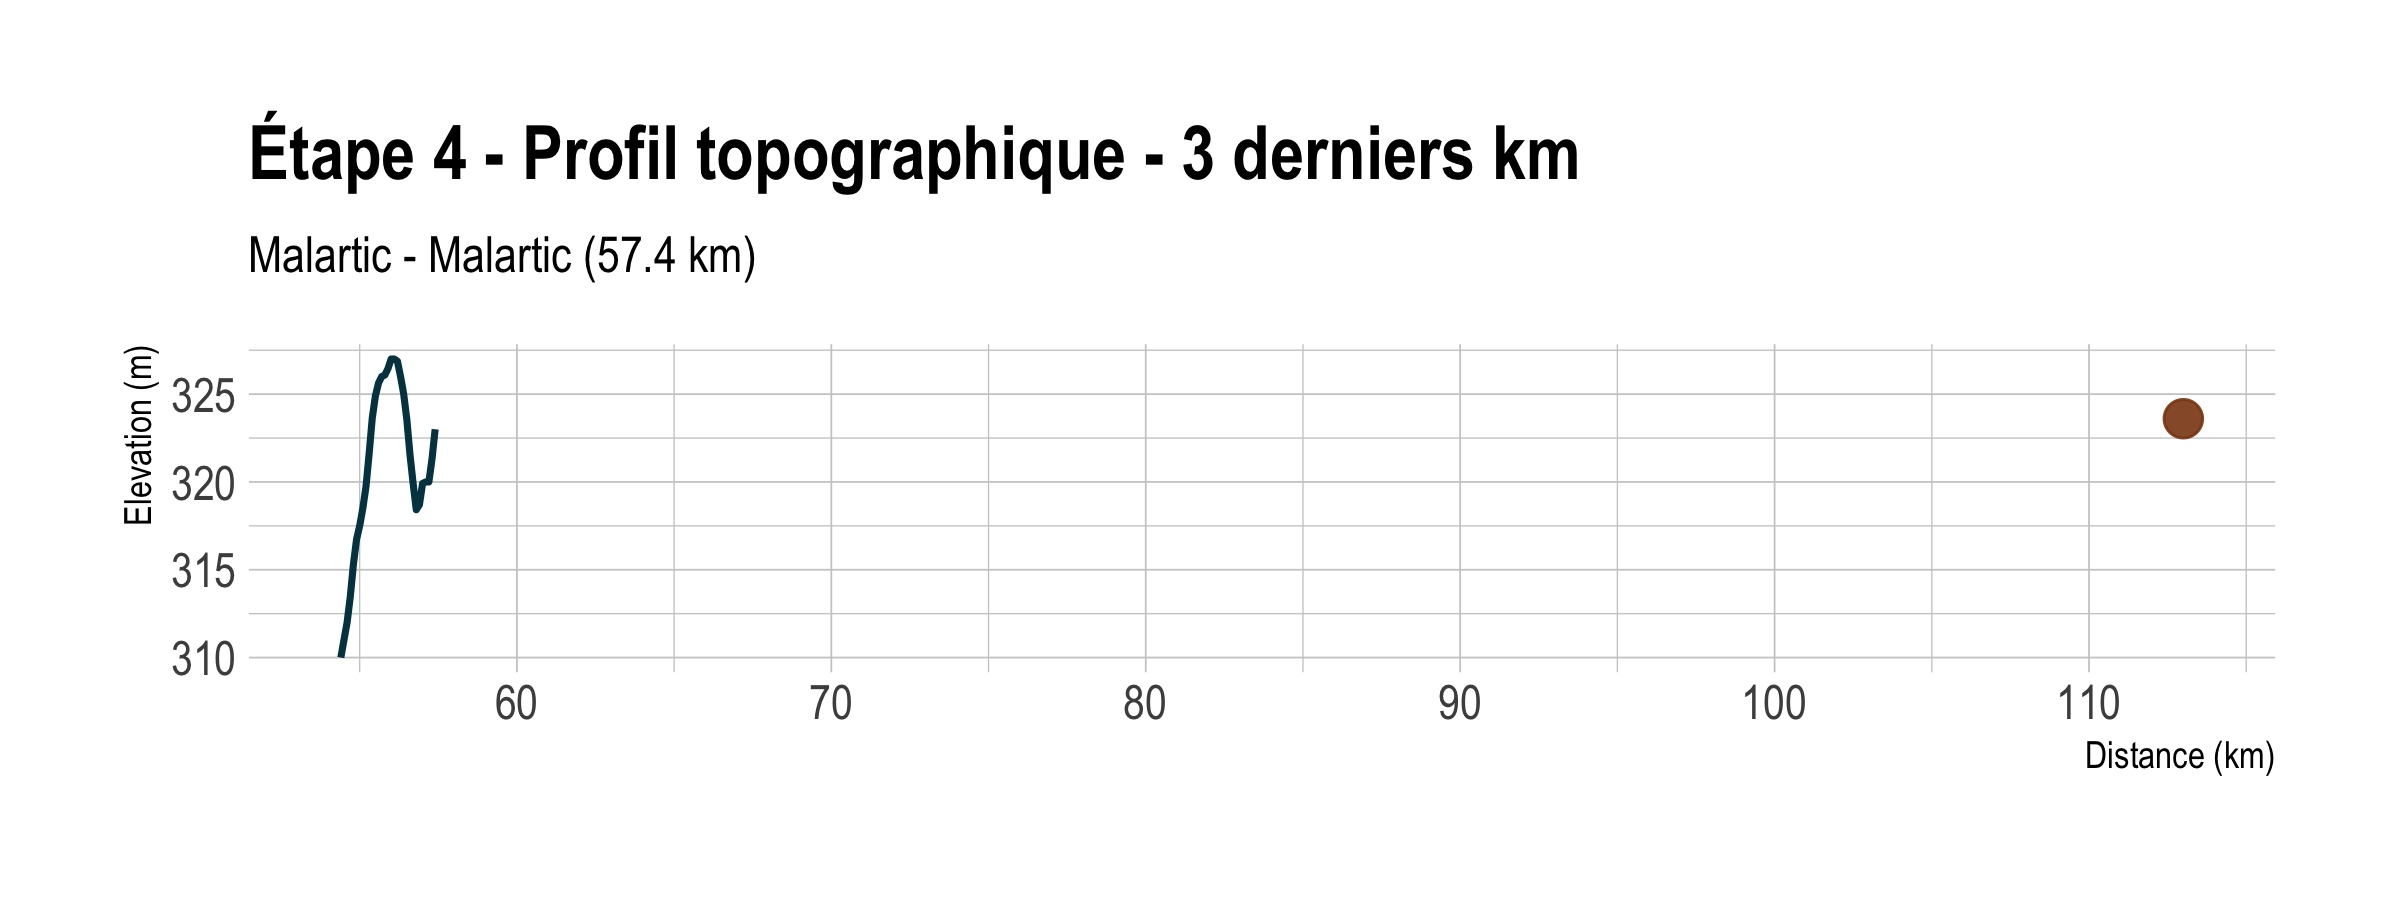 Étape 4 - Profil topographique - 3 derniers km
Malartic - Malartic (57.4 km)
Elevation (m)
325
320
315
310
60 70 80 90 100 110
Distance (km)